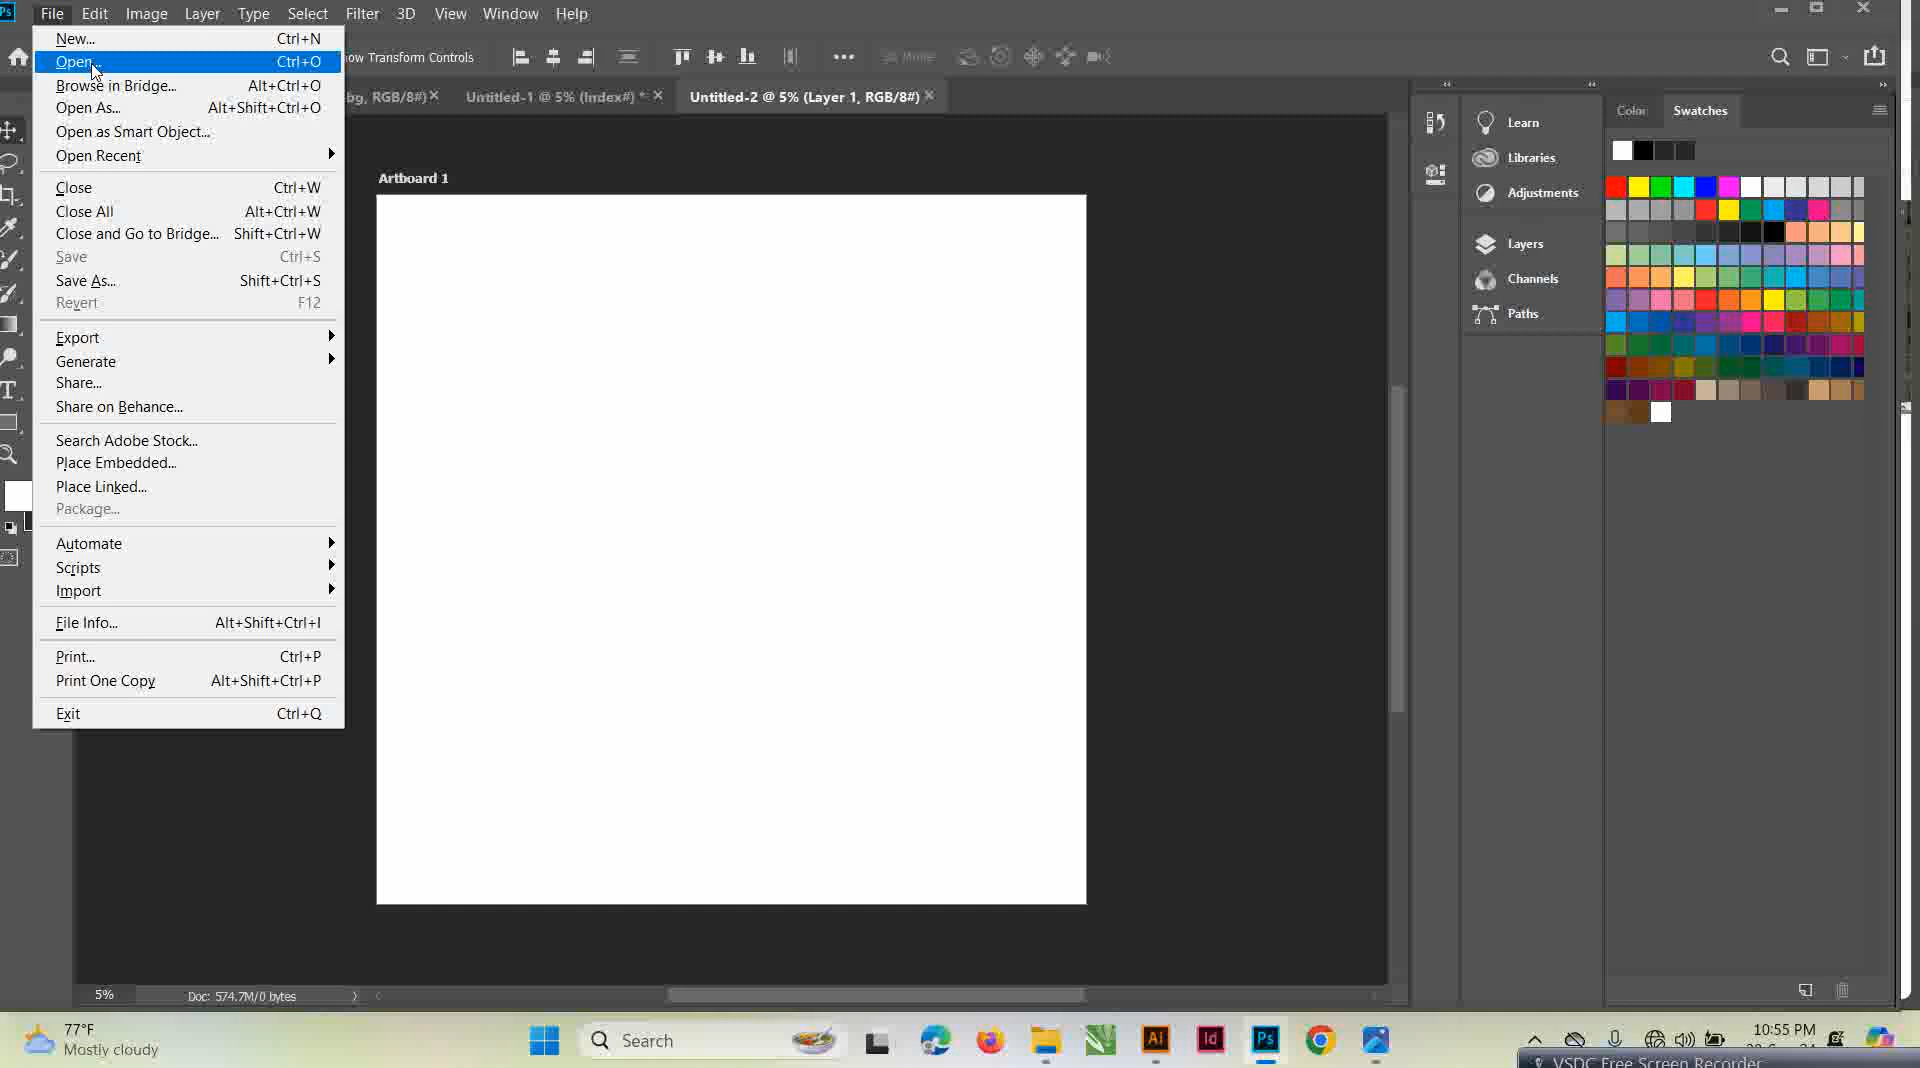 Ps File Edit Image Layer Type Select Filter 3D View Window Help
New... Ctrl+N
Open... Ctrl+O
Browse in Bridge... Alt+Ctrl+O
Open As... Alt+Shift+Ctrl+O
Open as Smart Object...
Open Recent
Close Ctrl+W
Close All Alt+Ctrl+W
Close and Go to Bridge... Shift+Ctrl+W
Save Ctrl+S
Save As... Shift+Ctrl+S
Revert F12
Export
Generate
Share...
Share on Behance...
Search Adobe Stock...
Place Embedded...
Place Linked...
Package...
Automate
Scripts
Import
File Info... Alt+Shift+Ctrl+I
Print... Ctrl+P
Print One Copy Alt+Shift+Ctrl+P
Exit Ctrl+Q
Transform Controls
bg, RGB/8#) × Untitled-1 @ 5% (Index#) * × Untitled-2 @ 5% (Layer 1, RGB/8#) ×
Artboard 1
Learn
Libraries
Adjustments
Layers
Channels
Paths
Color Swatches
5% Doc: 574.7M/0 bytes
77°F
Mostly cloudy
Search
Ai Id Ps
10:55 PM
VSDC Free Screen Recorder